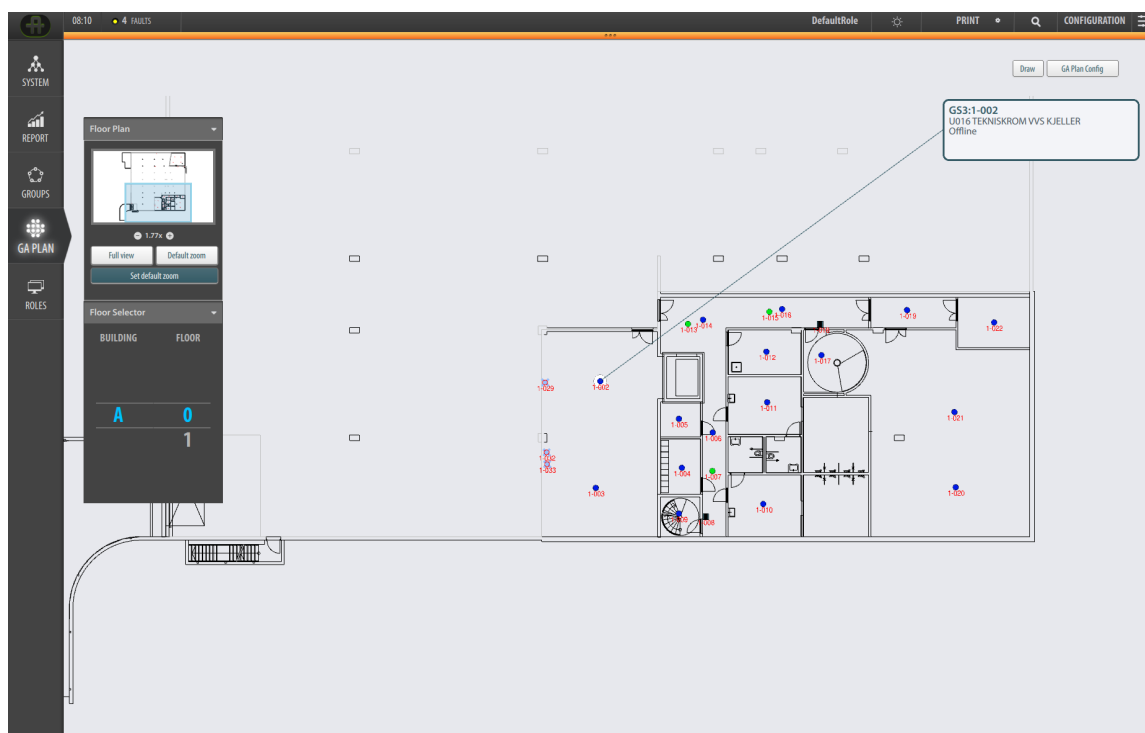 08:10
4 FAULTS
DefaultRole
PRINT
CONFIGURATION
SYSTEM
REPORT
GROUPS
GA PLAN
ROLES
Draw
GA Plan Config
Floor Plan
1.77x
Full view
Default zoom
Set default zoom
Floor Selector
BUILDING FLOOR
A 0
1
GS3:1-002
U016 TEKNISKROM VVS KJELLER
Offline
1-013
1-014
1-015
1-016
1-019
1-022
1-012
1-017
1-029
1-002
1-011
1-005
1-006
1-021
1-032
1-033
1-004
1-007
1-003
1-020
1-010